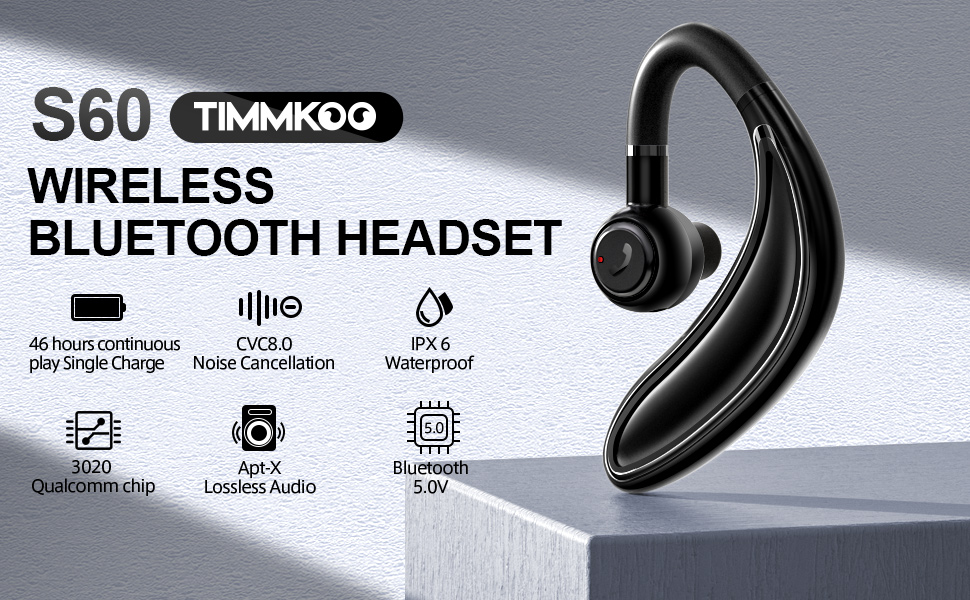 S60 TIMMKOO
WIRELESS
BLUETOOTH HEADSET
46 hours continuous
play Single Charge
CVC8.0
Noise Cancellation
IPX 6
Waterproof
3020
Qualcomm chip
Apt-X
Lossless Audio
5.0
Bluetooth
5.0V